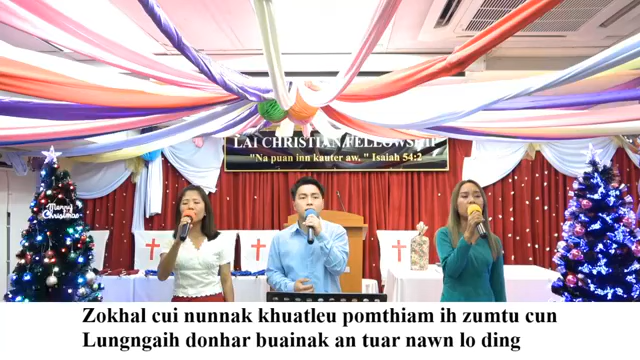 LAI CHRISTIAN FELLOWSHIP
"Na puan inn kauter aw, " Isaiah 54:2
Merry
Christmas
Zokhal cui nunnak khuatleu pomthiam ih zumtu cun
Lungngaih donhar buainak an tuar nawn lo ding